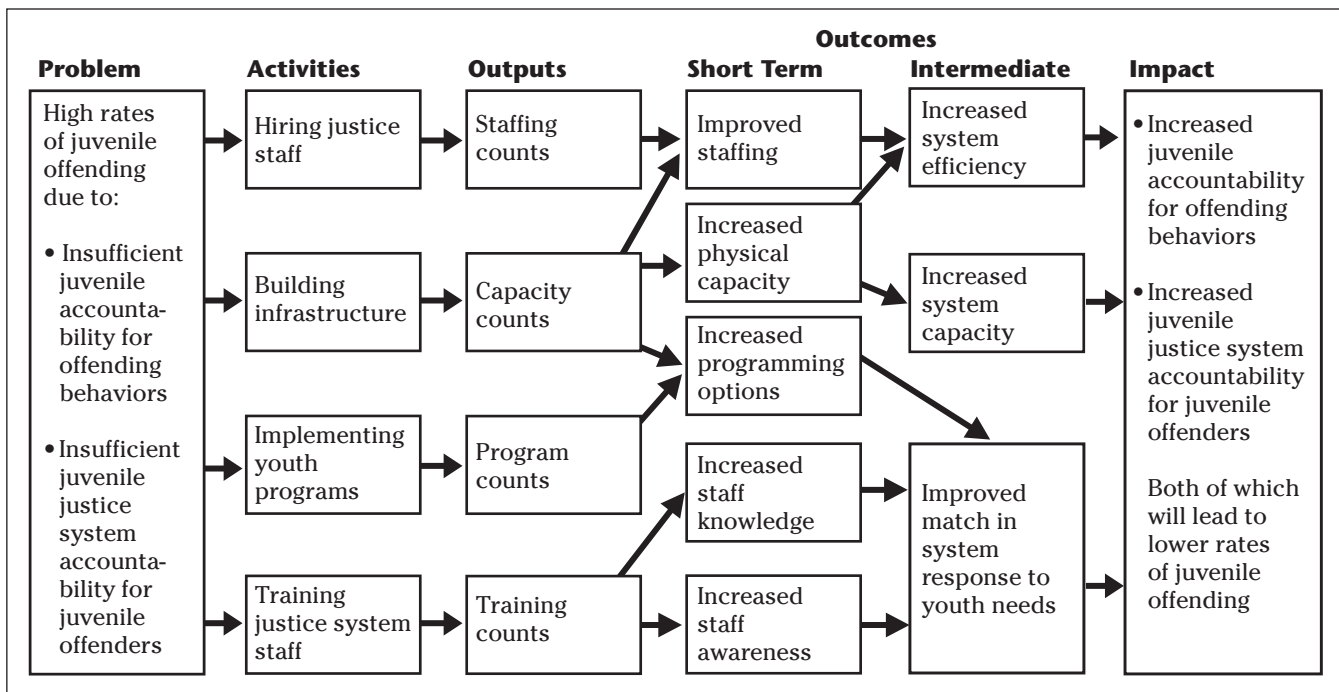 Outcomes
Problem
Activities
Outputs
Short Term
Intermediate
Impact
High rates
of juvenile
offending
due to:
• Insufficient
juvenile
accounta-
bility for
offending
behaviors
• Insufficient
juvenile
justice
system
accounta-
bility for
juvenile
offenders
Hiring justice
staff
Building
infrastructure
Implementing
youth
programs
Training
justice system
staff
Staffing
counts
Capacity
counts
Program
counts
Training
counts
Improved
staffing
Increased
physical
capacity
Increased
programming
options
Increased
staff
knowledge
Increased
staff
awareness
Increased
system
efficiency
Increased
system
capacity
Improved
match in
system
response to
youth needs
• Increased
juvenile
accountability
for offending
behaviors
• Increased
juvenile
justice system
accountability
for juvenile
offenders
Both of which
will lead to
lower rates
of juvenile
offending